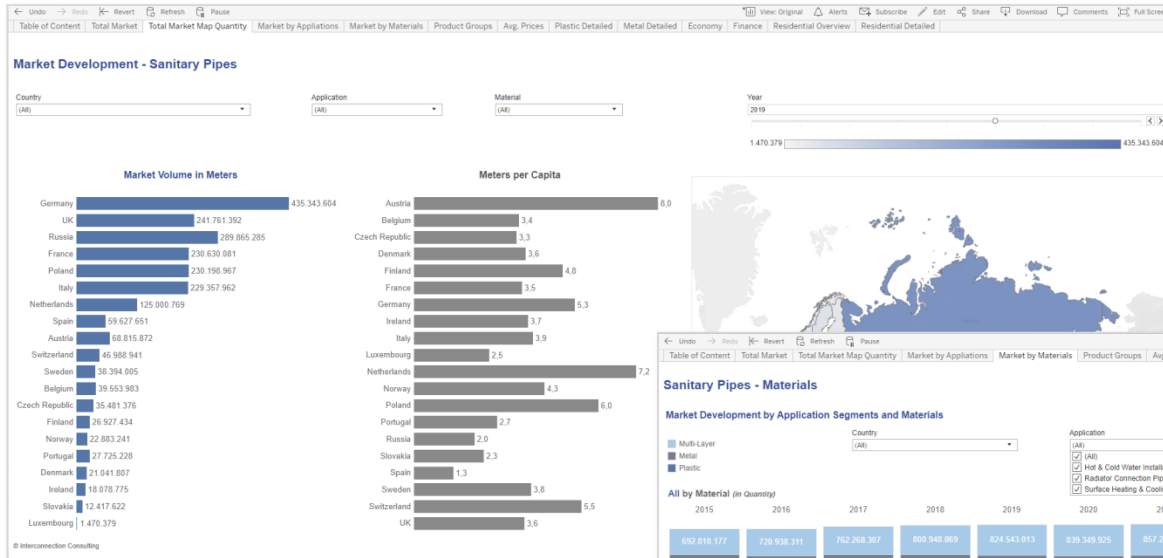 Undo Redo Revert Refresh Pause View: Original Alerts Subscribe Edit Share Download Comments Full
Table of Content Total Market Total Market Map Quantity Market by Appliations Market by Materials Product Groups Avg. Prices Plastic Detailed Metal Detailed Economy Finance Residential Overview Residential Detailed
Market Development - Sanitary Pipes
Country Application Material Year
(All) (All) (All) 2019
1.470.379 435.343.604
Market Volume in Meters
Germany 435.343.604
UK 241.761.392
Russia 289.865.285
France 230.630.081
Poland 230.198.967
Italy 229.357.962
Netherlands 125.000.769
Spain 59.627.651
Austria 68.815.872
Switzerland 46.988.941
Sweden 38.394.005
Belgium 39.553.983
Czech Republic 35.481.376
Finland 26.927.434
Norway 22.883.241
Portugal 27.725.228
Denmark 21.041.807
Ireland 18.078.775
Slovakia 12.417.622
Luxembourg 1.470.379
Meters per Capita
Austria 8,0
Belgium 3,4
Czech Republic 3,3
Denmark 3,6
Finland 4,8
France 3,5
Germany 5,3
Ireland 3,7
Italy 3,9
Luxembourg 2,5
Netherlands 7,2
Norway 4,3
Poland 6,0
Portugal 2,7
Russia 2,0
Slovakia 2,3
Spain 1,3
Sweden 3,8
Switzerland 5,5
UK 3,6
© Interconnection Consulting
Undo Redo Revert Refresh Pause
Table of Content Total Market Total Market Map Quantity Market by Appliations Market by Materials Product Groups
Sanitary Pipes - Materials
Market Development by Application Segments and Materials
Multi-Layer
Metal
Plastic
Country
(All)
Application
(All)
(All)
Hot & Cold Water
Radiator Connection
Surface Heating &
All by Material (in Quantity)
2015 2016 2017 2018 2019 2020
692.810.177 720.938.311 762.268.307 800.948.869 824.543.013 839.349.925